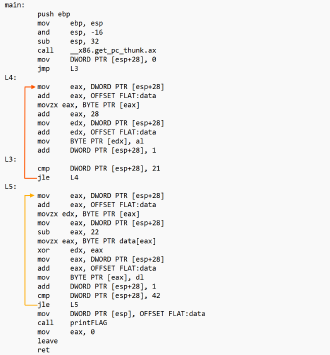 main:
push ebp
mov ebp, esp
and esp, -16
sub esp, 32
call __x86.get_pc_thunk.ax
mov DWORD PTR [esp+28], 0
jmp L3
L4:
mov eax, DWORD PTR [esp+28]
add eax, OFFSET FLAT:data
movzx eax, BYTE PTR [eax]
add eax, 28
mov edx, DWORD PTR [esp+28]
add edx, OFFSET FLAT:data
mov BYTE PTR [edx], al
add DWORD PTR [esp+28], 1
L3:
cmp DWORD PTR [esp+28], 21
jle L4
L5:
mov eax, DWORD PTR [esp+28]
add eax, OFFSET FLAT:data
movzx edx, BYTE PTR [eax]
mov eax, DWORD PTR [esp+28]
sub eax, 22
movzx eax, BYTE PTR data[eax]
xor edx, eax
mov eax, DWORD PTR [esp+28]
add eax, OFFSET FLAT:data
mov BYTE PTR [eax], dl
add DWORD PTR [esp+28], 1
cmp DWORD PTR [esp+28], 42
jle L5
mov DWORD PTR [esp], OFFSET FLAT:data
call printFLAG
mov eax, 0
leave
ret